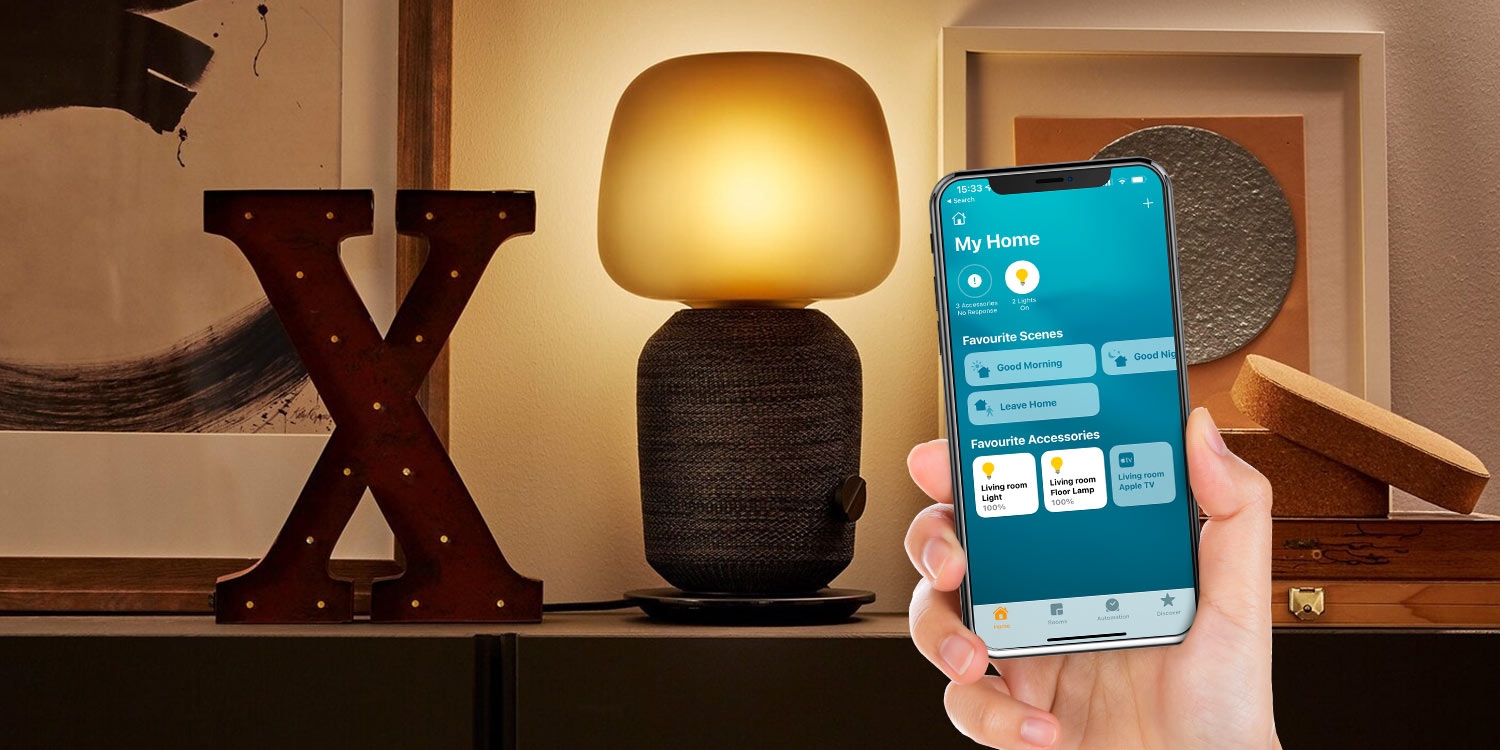 X
15:33
Search
My Home
3 Accessories
No Response
2 Lights
On
Favourite Scenes
Good Morning
Good Nig
Leave Home
Favourite Accessories
Living room
Light
100%
Living room
Floor Lamp
100%
tv
Living room
Apple TV
Home
Rooms
Automation
Discover